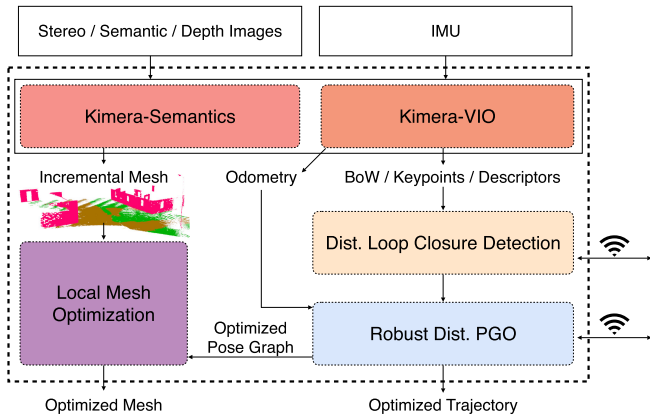 Stereo / Semantic / Depth Images
IMU
Kimera-Semantics
Kimera-VIO
Incremental Mesh
Odometry
BoW / Keypoints / Descriptors
Dist. Loop Closure Detection
Local Mesh
Optimization
Optimized
Pose Graph
Robust Dist. PGO
Optimized Mesh
Optimized Trajectory